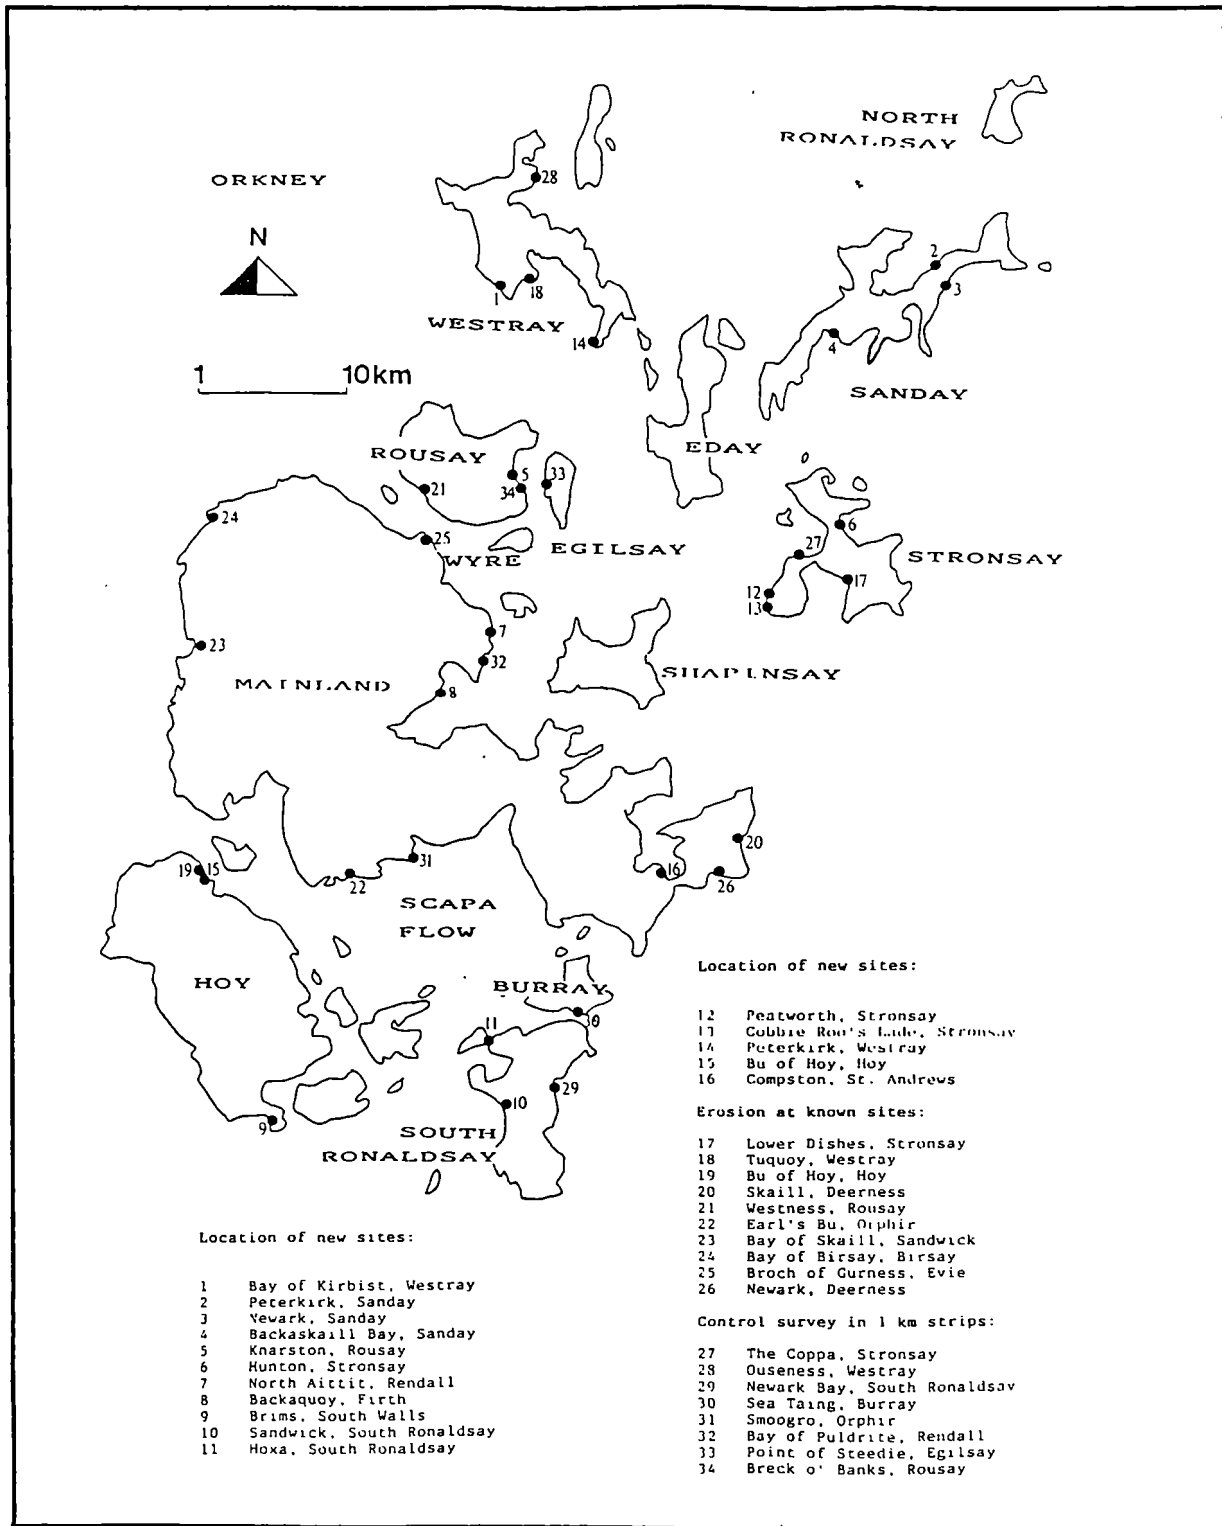 NORTH
RONALDSAY
ORKNEY
28
N
2
3
1
18
WESTRAY
14
4
1 10km
SANDAY
EDAY
ROUSAY
5
33
21
34
24
6
25
WYRE
EGILSAY
27
STRONSAY
12
17
13
7
23
32
SHAPINSAY
MAINLAND
8
20
31
19
15
22
16
26
SCAPA
FLOW
HOY
BURRAY
30
11
29
10
9
SOUTH
RONALDSAY
Location of new sites:
12 Peatworth, Stronsay
13 Cubbie Roo's Lade, Stronsay
14 Peterkirk, Westray
15 Bu of Hoy, Hoy
16 Compston, St. Andrews
Erosion at known sites:
17 Lower Dishes, Stronsay
18 Tuquoy, Westray
19 Bu of Hoy, Hoy
20 Skaill, Deerness
21 Westness, Rousay
22 Earl's Bu, Orphir
23 Bay of Skaill, Sandwick
24 Bay of Birsay, Birsay
25 Broch of Gurness, Evie
26 Newark, Deerness
Control survey in 1 km strips:
27 The Coppa, Stronsay
28 Ouseness, Westray
29 Newark Bay, South Ronaldsay
30 Sea Taing, Burray
31 Smoogro, Orphir
32 Bay of Puldrite, Rendall
33 Point of Steedie, Egilsay
34 Breck o' Banks, Rousay
Location of new sites:
1 Bay of Kirbist, Westray
2 Peterkirk, Sanday
3 Newark, Sanday
4 Backaskaill Bay, Sanday
5 Knarston, Rousay
6 Hunton, Stronsay
7 North Aittit, Rendall
8 Backaquoy, Firth
9 Brims, South Walls
10 Sandwick, South Ronaldsay
11 Hoxa, South Ronaldsay